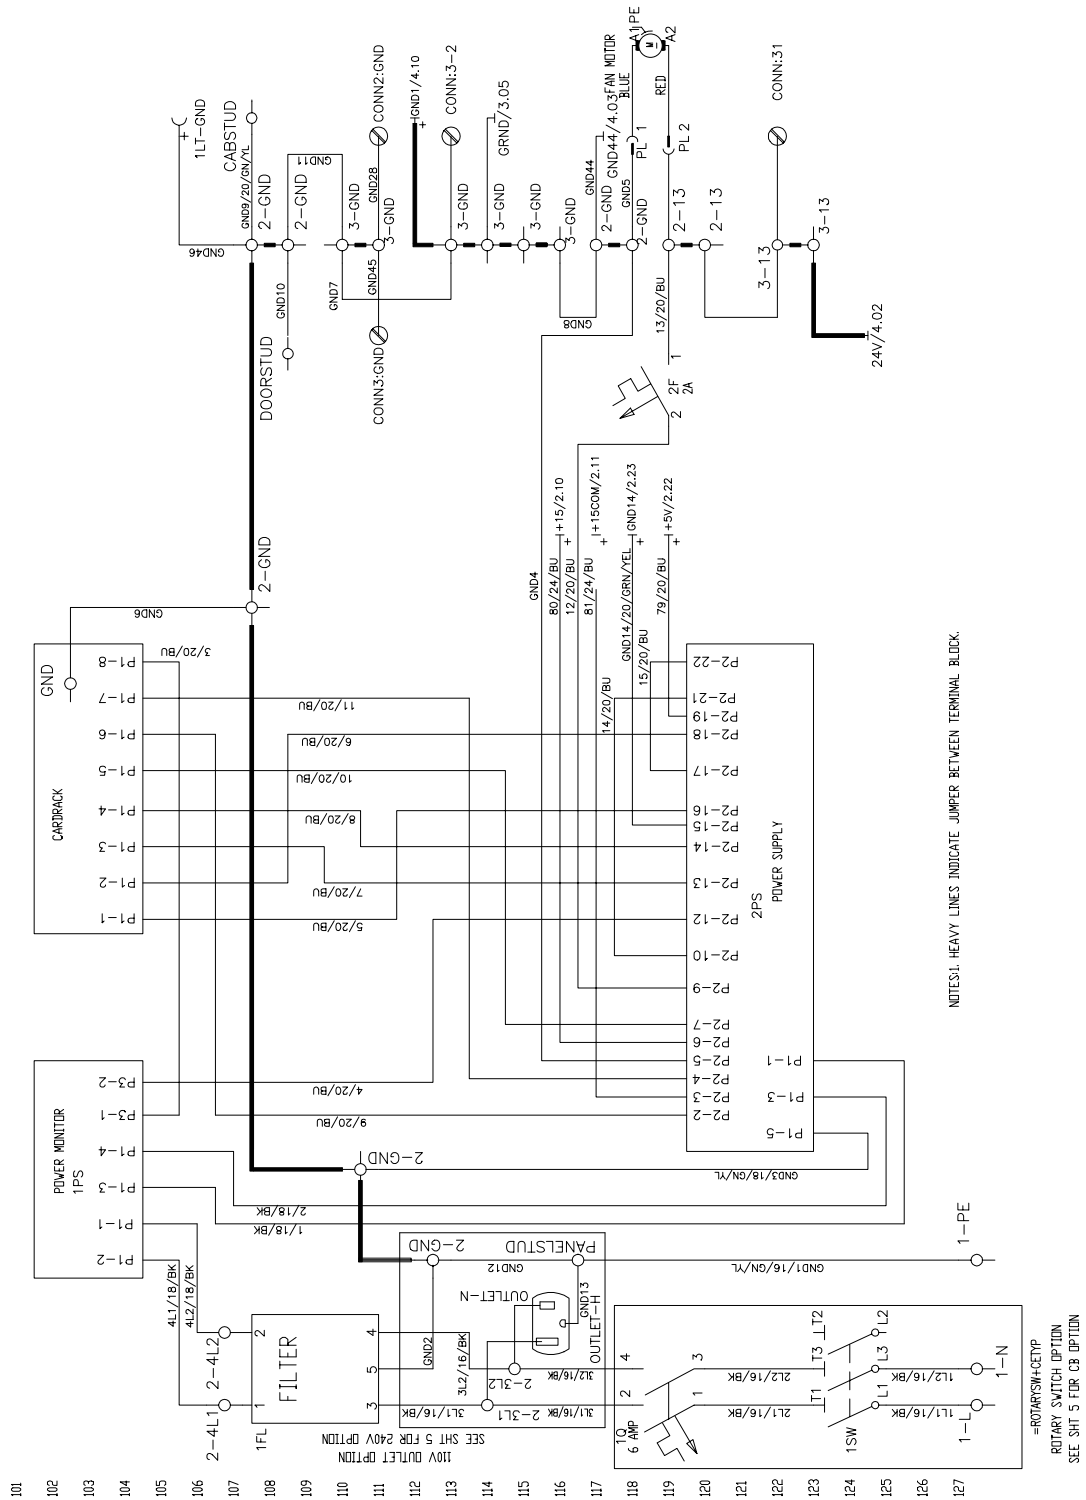 101
102
103
104
105
106
107
108
109
110
111
112
113
114
115
116
117
118
119
120
121
122
123
124
125
126
127
1LT-GND
+
CABSTUD
GND9/20/GN/YL
GND46
2-GND
GND10
DOORSTUD
2-GND
GND11
3-GND
GND7
GND28
CONN2:GND
GND45
3-GND
CONN3:GND
GND1/4.10
+
CONN:3-2
3-GND
GRND/3.05
3-GND
3-GND
3-GND
GND8
GND44
GND44/4.03
2-GND
GND5
2-GND
FAN MOTOR
BLUE
PL 1
A1
PE
M
A2
RED
PL 2
2-13
13/20/BU
2-13
CONN:31
3-13
3-13
24V/4.02
1
2F
2A
2
2-GND
GND6
GND
CARDRACK
P1-8
P1-7
P1-6
P1-5
P1-4
P1-3
P1-2
P1-1
3/20/BU
11/20/BU
6/20/BU
10/20/BU
8/20/BU
7/20/BU
5/20/BU
GND4
80/24/BU
+15/2.10
+
12/20/BU
81/24/BU
+15COM/2.11
+
14/20/BU
GND14/20/GRN/YEL
GND14/2.23
+
15/20/BU
79/20/BU
+5V/2.22
+
P2-22
P2-21
P2-19
P2-18
P2-17
P2-16
P2-15
P2-14
P2-13
P2-12
P2-10
P2-9
P2-7
P2-6
P2-5
P2-4
P2-3
P2-2
2PS
POWER SUPPLY
P1-1
P1-3
P1-5
POWER MONITOR
1PS
P3-2
P3-1
P1-4
P1-3
P1-1
P1-2
4/20/BU
9/20/BU
2/18/BK
1/18/BK
2-GND
GND3/18/GN/YL
4L1/18/BK
4L2/18/BK
2-4L2
2-4L1
FILTER
1FL
2
1
4
5
3
GND2
3L2/16/BK
3L1/16/BK
2-GND
GND12
PANELSTUD
OUTLET-N
GND13
OUTLET-H
2-3L2
3L2/16/BK
2-3L1
3L1/16/BK
110V OUTLET OPTION
SEE SHT 5 FOR 240V OPTION
GND1/16/GN/YL
1-PE
4
3
2
1
1Q
6 AMP
2L2/16/BK
2L1/16/BK
T3
T2
T1
1SW
L3
L2
L1
1L2/16/BK
1L1/16/BK
1-N
1-L
=ROTARYSW+CETYP
ROTARY SWITCH OPTION
SEE SHT 5 FOR CB OPTION
NOTES:1. HEAVY LINES INDICATE JUMPER BETWEEN TERMINAL BLOCK.